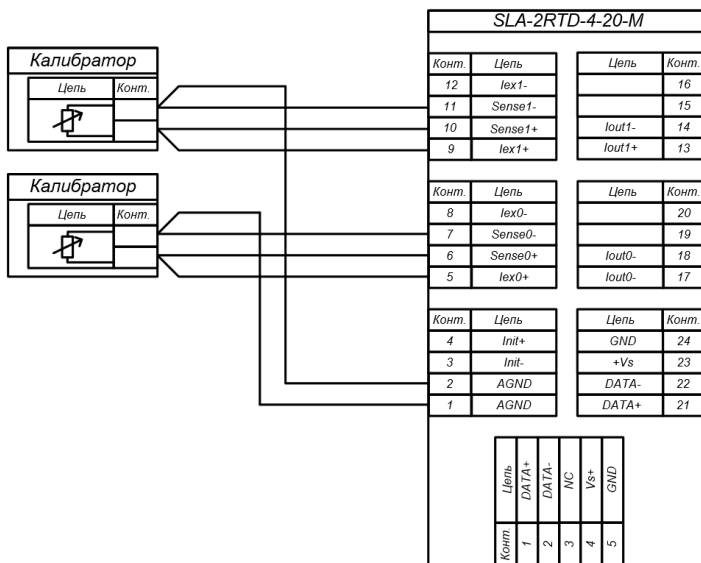 SLA-2RTD-4-20-M
Калибратор
Цепь Конт.
Калибратор
Цепь Конт.
Конт. Цепь Цепь Конт.
12 Iex1- 16
11 Sense1- 15
10 Sense1+ Iout1- 14
9 Iex1+ Iout1+ 13
Конт. Цепь Цепь Конт.
8 Iex0- 20
7 Sense0- 19
6 Sense0+ Iout0- 18
5 Iex0+ Iout0- 17
Конт. Цепь Цепь Конт.
4 Init+ GND 24
3 Init- +Vs 23
2 AGND DATA- 22
1 AGND DATA+ 21
Конт. Цепь
1 DATA+
2 DATA-
3 NC
4 Vs+
5 GND